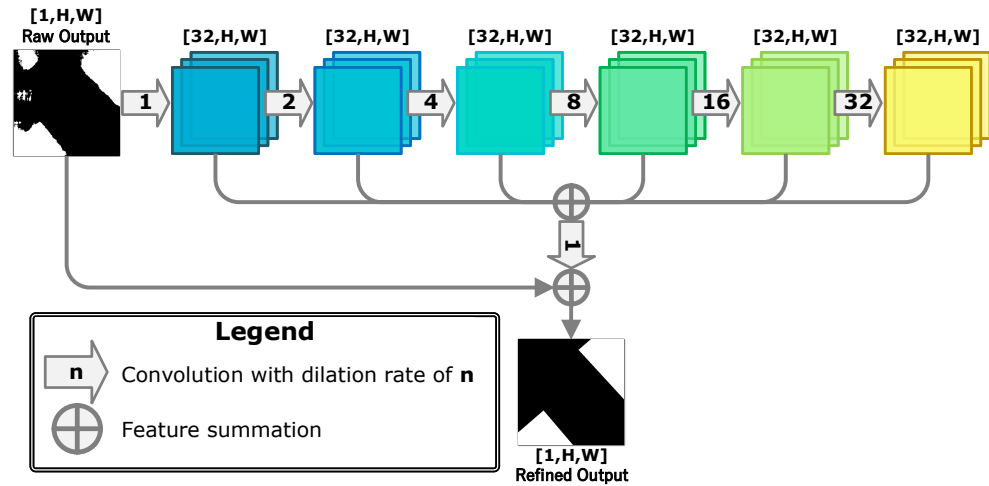 [1,H,W]
Raw Output
[32,H,W] [32,H,W] [32,H,W] [32,H,W] [32,H,W] [32,H,W]
1 2 4 8 16 32
1
Legend
n Convolution with dilation rate of n
Feature summation
[1,H,W]
Refined Output